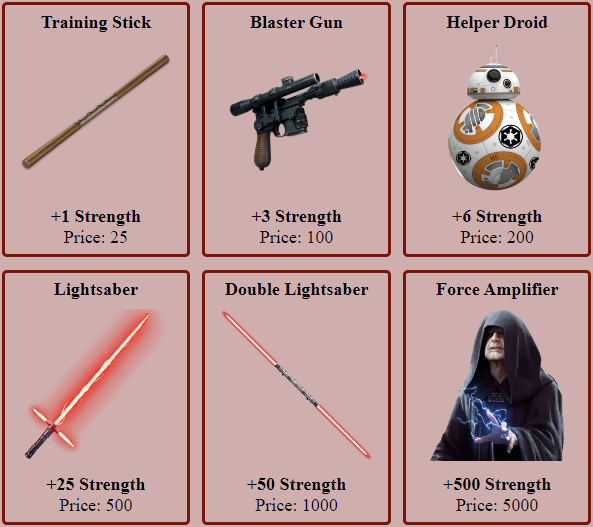 Training Stick
+1 Strength
Price: 25
Blaster Gun
+3 Strength
Price: 100
Helper Droid
+6 Strength
Price: 200
Lightsaber
+25 Strength
Price: 500
Double Lightsaber
+50 Strength
Price: 1000
Force Amplifier
+500 Strength
Price: 5000